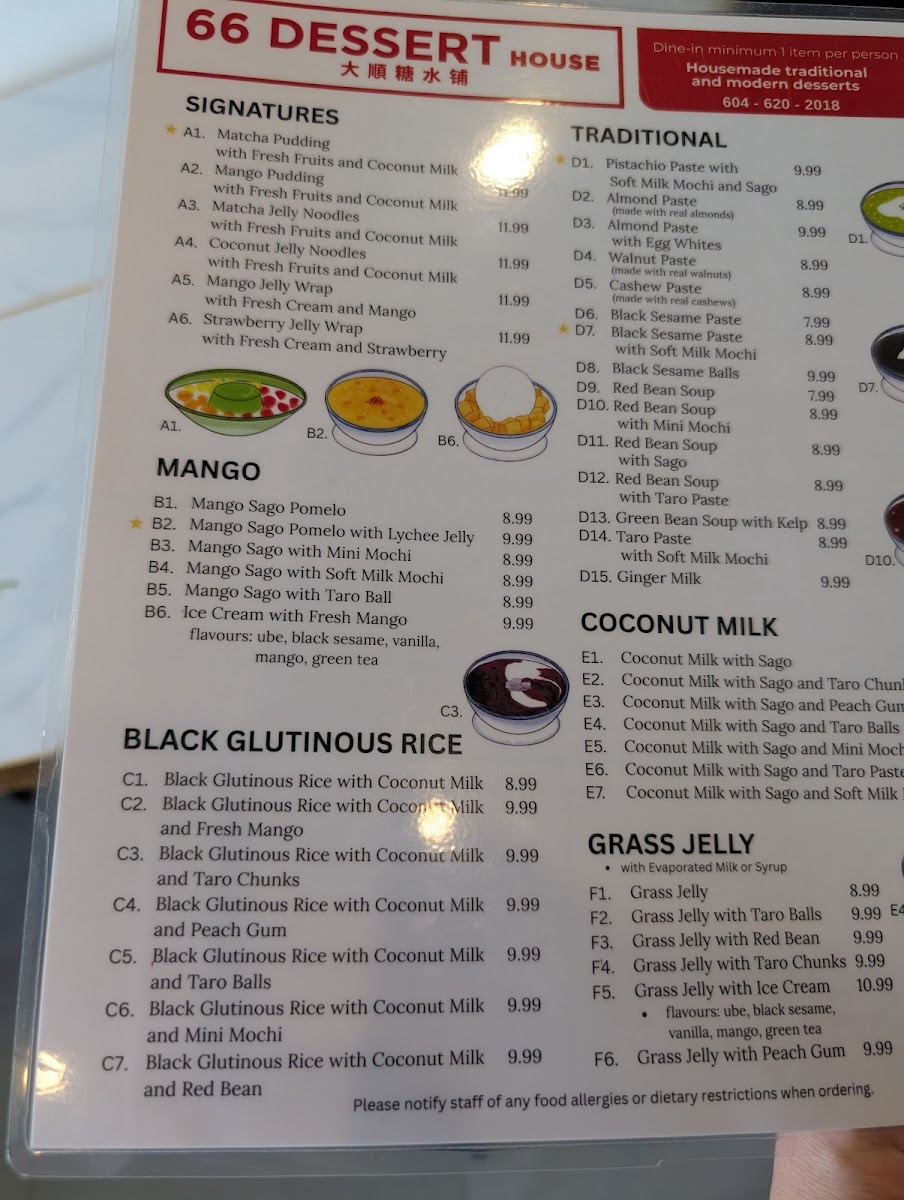 66 DESSERT HOUSE
大順糖水铺
Dine-in minimum 1 item per person
Housemade traditional
and modern desserts
604 - 620 - 2018
SIGNATURES
A1. Matcha Pudding
with Fresh Fruits and Coconut Milk
A2. Mango Pudding
with Fresh Fruits and Coconut Milk 11.99
A3. Matcha Jelly Noodles
with Fresh Fruits and Coconut Milk 11.99
A4. Coconut Jelly Noodles
with Fresh Fruits and Coconut Milk 11.99
A5. Mango Jelly Wrap
with Fresh Cream and Mango 11.99
A6. Strawberry Jelly Wrap
with Fresh Cream and Strawberry 11.99
A1.
B2.
B6.
MANGO
B1. Mango Sago Pomelo 8.99
B2. Mango Sago Pomelo with Lychee Jelly 9.99
B3. Mango Sago with Mini Mochi 8.99
B4. Mango Sago with Soft Milk Mochi 8.99
B5. Mango Sago with Taro Ball 8.99
B6. Ice Cream with Fresh Mango 9.99
flavours: ube, black sesame, vanilla,
mango, green tea
C3.
BLACK GLUTINOUS RICE
C1. Black Glutinous Rice with Coconut Milk 8.99
C2. Black Glutinous Rice with Coconut Milk 9.99
and Fresh Mango
C3. Black Glutinous Rice with Coconut Milk 9.99
and Taro Chunks
C4. Black Glutinous Rice with Coconut Milk 9.99
and Peach Gum
C5. Black Glutinous Rice with Coconut Milk 9.99
and Taro Balls
C6. Black Glutinous Rice with Coconut Milk 9.99
and Mini Mochi
C7. Black Glutinous Rice with Coconut Milk 9.99
and Red Bean
TRADITIONAL
D1. Pistachio Paste with 9.99
Soft Milk Mochi and Sago
D2. Almond Paste 8.99
(made with real almonds)
D3. Almond Paste 9.99
with Egg Whites
D4. Walnut Paste 8.99
(made with real walnuts)
D5. Cashew Paste 8.99
(made with real cashews)
D6. Black Sesame Paste 7.99
D7. Black Sesame Paste 8.99
with Soft Milk Mochi
D8. Black Sesame Balls 9.99
D9. Red Bean Soup 7.99
D10. Red Bean Soup 8.99
with Mini Mochi
D11. Red Bean Soup 8.99
with Sago
D12. Red Bean Soup 8.99
with Taro Paste
D13. Green Bean Soup with Kelp 8.99
D14. Taro Paste 8.99
with Soft Milk Mochi
D15. Ginger Milk 9.99
D1.
D7.
D10.
COCONUT MILK
E1. Coconut Milk with Sago
E2. Coconut Milk with Sago and Taro Chun
E3. Coconut Milk with Sago and Peach Gum
E4. Coconut Milk with Sago and Taro Balls
E5. Coconut Milk with Sago and Mini Moch
E6. Coconut Milk with Sago and Taro Paste
E7. Coconut Milk with Sago and Soft Milk
GRASS JELLY
• with Evaporated Milk or Syrup
F1. Grass Jelly 8.99
F2. Grass Jelly with Taro Balls 9.99
E4
F3. Grass Jelly with Red Bean 9.99
F4. Grass Jelly with Taro Chunks 9.99
F5. Grass Jelly with Ice Cream 10.99
• flavours: ube, black sesame,
vanilla, mango, green tea
F6. Grass Jelly with Peach Gum 9.99
Please notify staff of any food allergies or dietary restrictions when ordering.